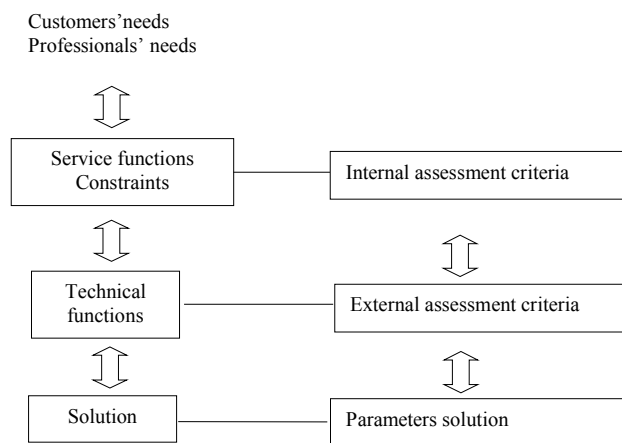 Customers’needs
Professionals’ needs
Service functions
Constraints
Internal assessment criteria
Technical
functions
External assessment criteria
Solution
Parameters solution